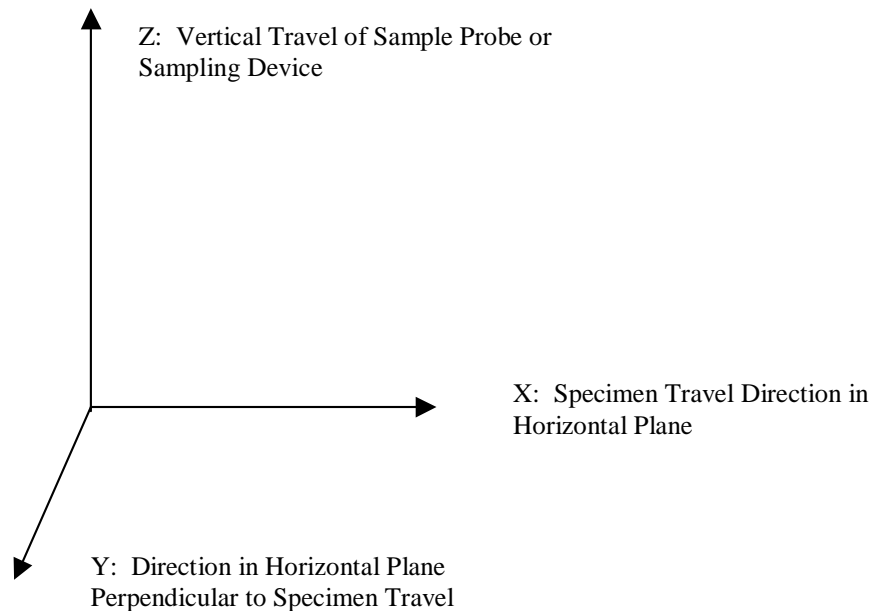 Z: Vertical Travel of Sample Probe or
Sampling Device
X: Specimen Travel Direction in
Horizontal Plane
Y: Direction in Horizontal Plane
Perpendicular to Specimen Travel